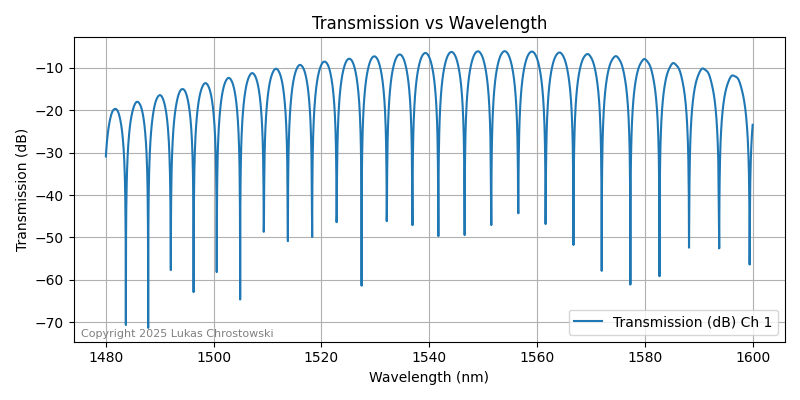 Transmission vs Wavelength
Transmission (dB)
−10
−20
−30
−40
−50
−60
−70
Copyright 2025 Lukas Chrostowski
Transmission (dB) Ch 1
1480
1500
1520
1540
1560
1580
1600
Wavelength (nm)